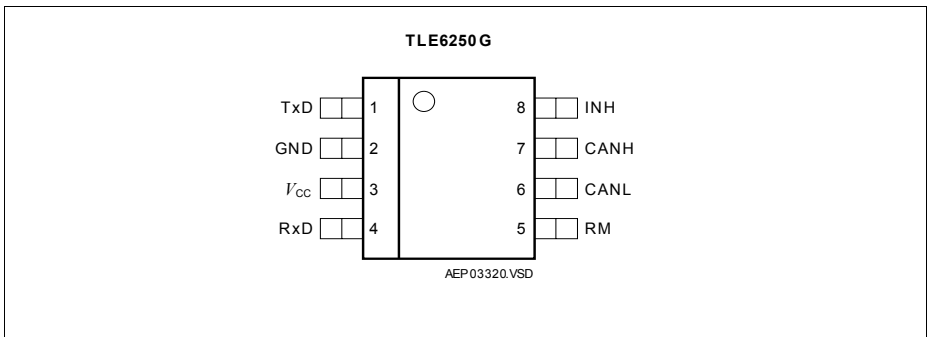 TLE6250G
TxD 1 8 INH
GND 2 7 CANH
VCC 3 6 CANL
RxD 4 5 RM
AEP03320.VSD